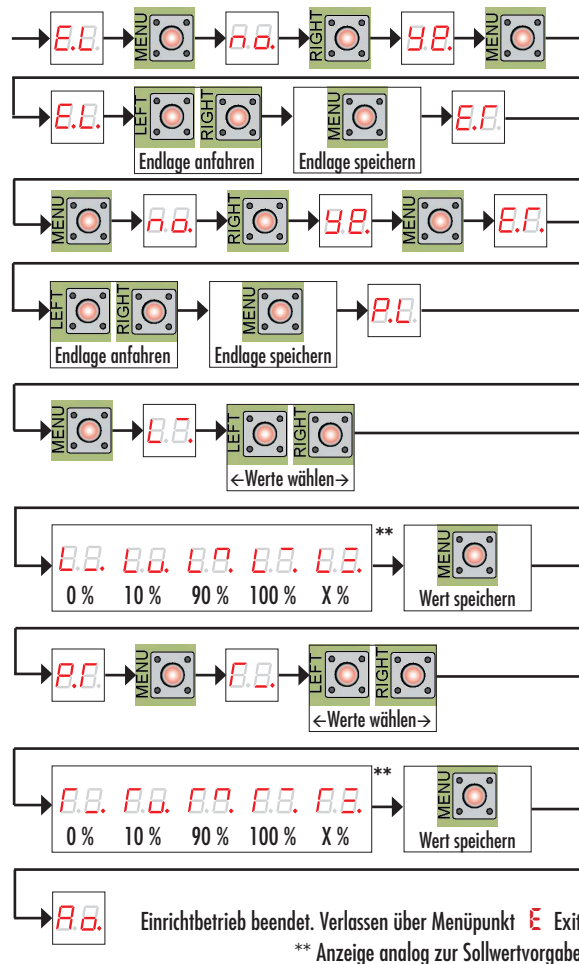 E.L. MENU n.o. RIGHT Y.E. MENU
E.L. LEFT RIGHT MENU E.Γ.
Endlage anfahren Endlage speichern
MENU n.o. RIGHT Y.E. MENU E.Γ.
LEFT RIGHT MENU P.L.
Endlage anfahren Endlage speichern
MENU L¯. LEFT RIGHT
←Werte wählen→
** MENU
0 % 10 % 90 % 100 % X %
Wert speichern
P.Γ. MENU Γ_. LEFT RIGHT
←Werte wählen→
** MENU
0 % 10 % 90 % 100 % X %
Wert speichern
A.o. Einrichtbetrieb beendet. Verlassen über Menüpunkt E Exit
** Anzeige analog zur Sollwertvorgabe